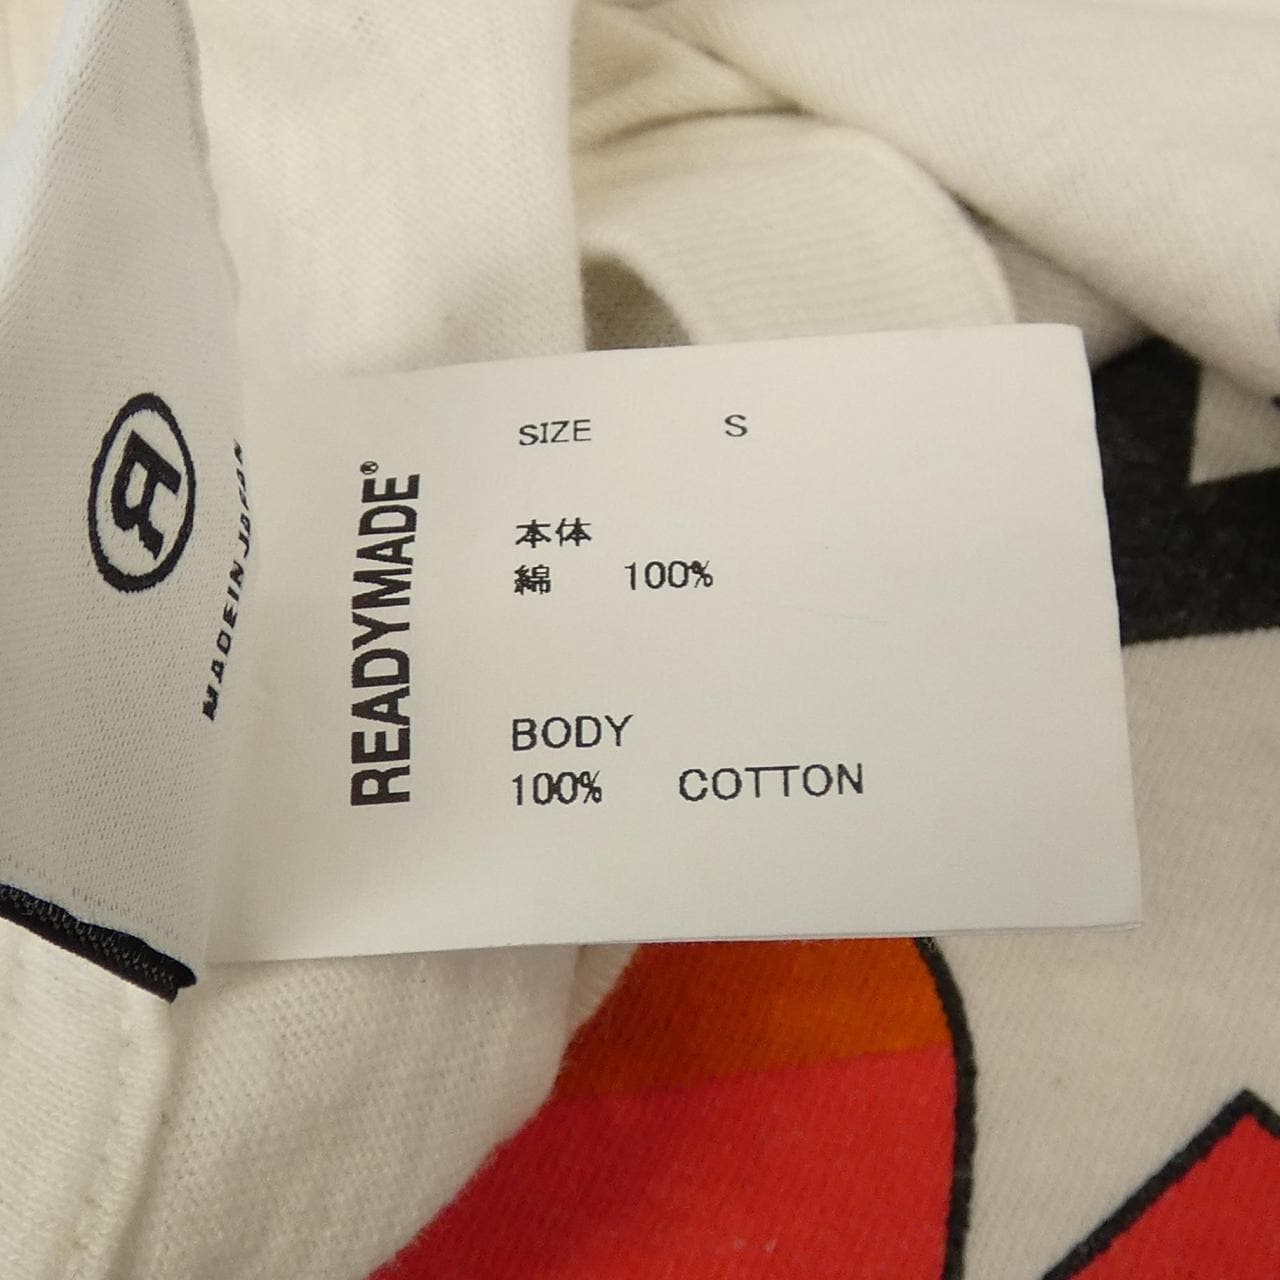 R
MADE IN JAPAN
READYMADE®
SIZE S
本体
綿 100%
BODY
100% COTTON